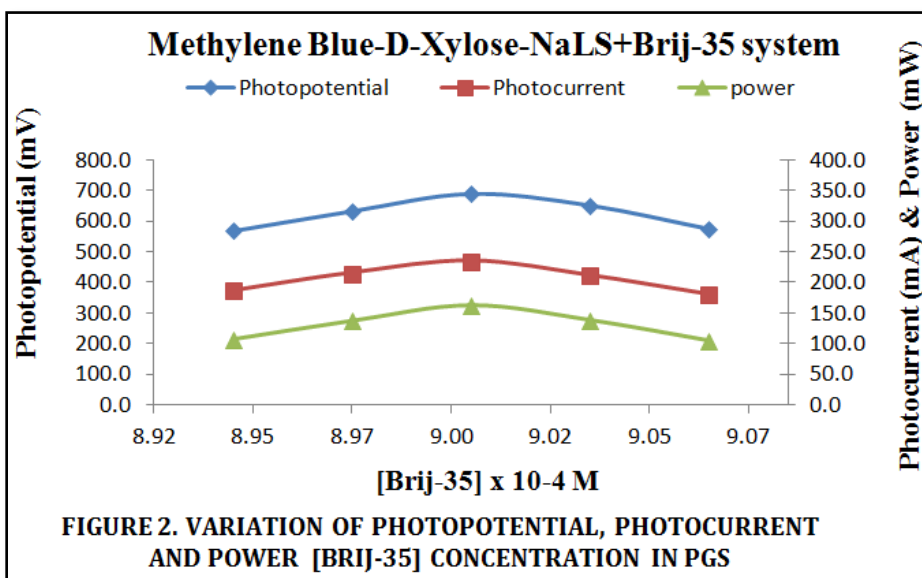 Methylene Blue-D-Xylose-NaLS+Brij-35 system
Photopotential Photocurrent power
Photopotential (mV)
800.0
700.0
600.0
500.0
400.0
300.0
200.0
100.0
0.0
400.0
350.0
300.0
250.0
200.0
150.0
100.0
50.0
0.0
Photocurrent (mA) & Power (mW)
8.92 8.95 8.97 9.00 9.02 9.05 9.07
[Brij-35] x 10-4 M
FIGURE 2. VARIATION OF PHOTOPOTENTIAL, PHOTOCURRENT
AND POWER [BRIJ-35] CONCENTRATION IN PGS